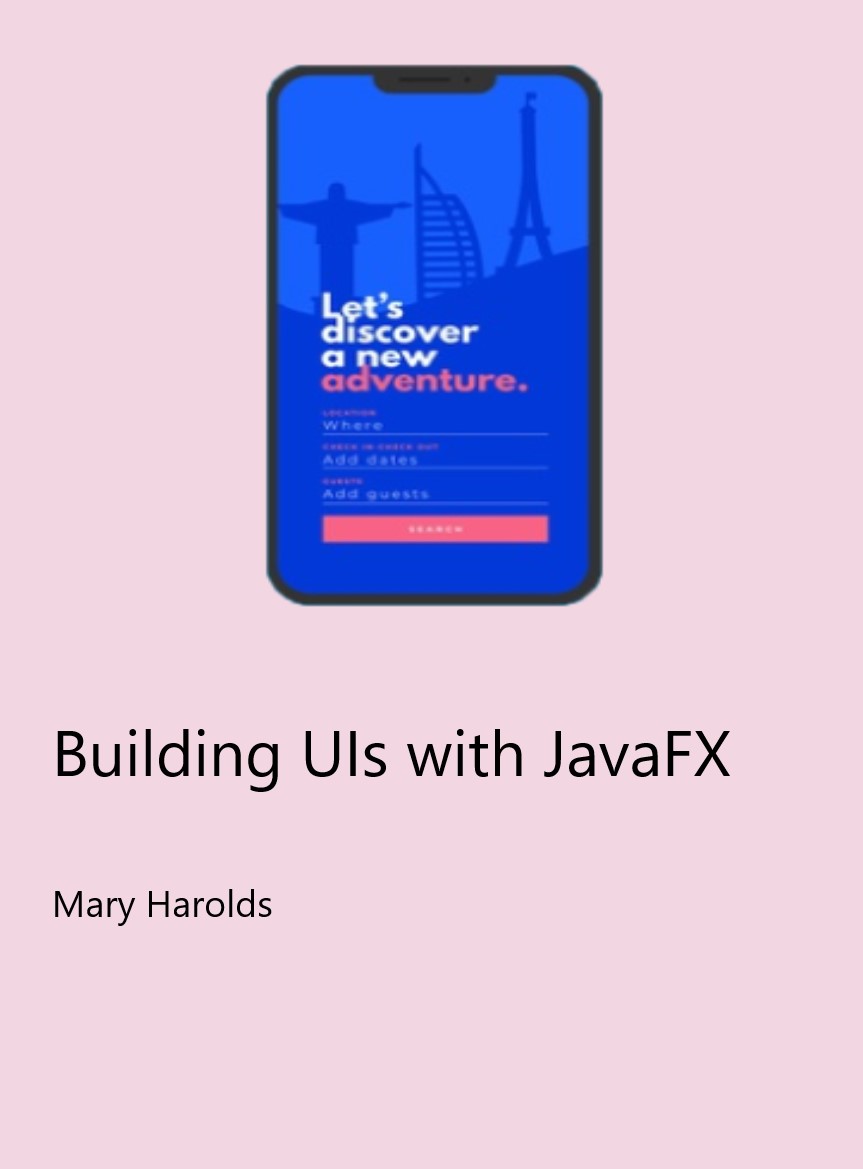 Let's
discover
a new
adventure.
LOCATION
Where
CHECK IN-CHECK OUT
Add dates
GUESTS
Add guests
SEARCH
Building UIs with JavaFX
Mary Harolds